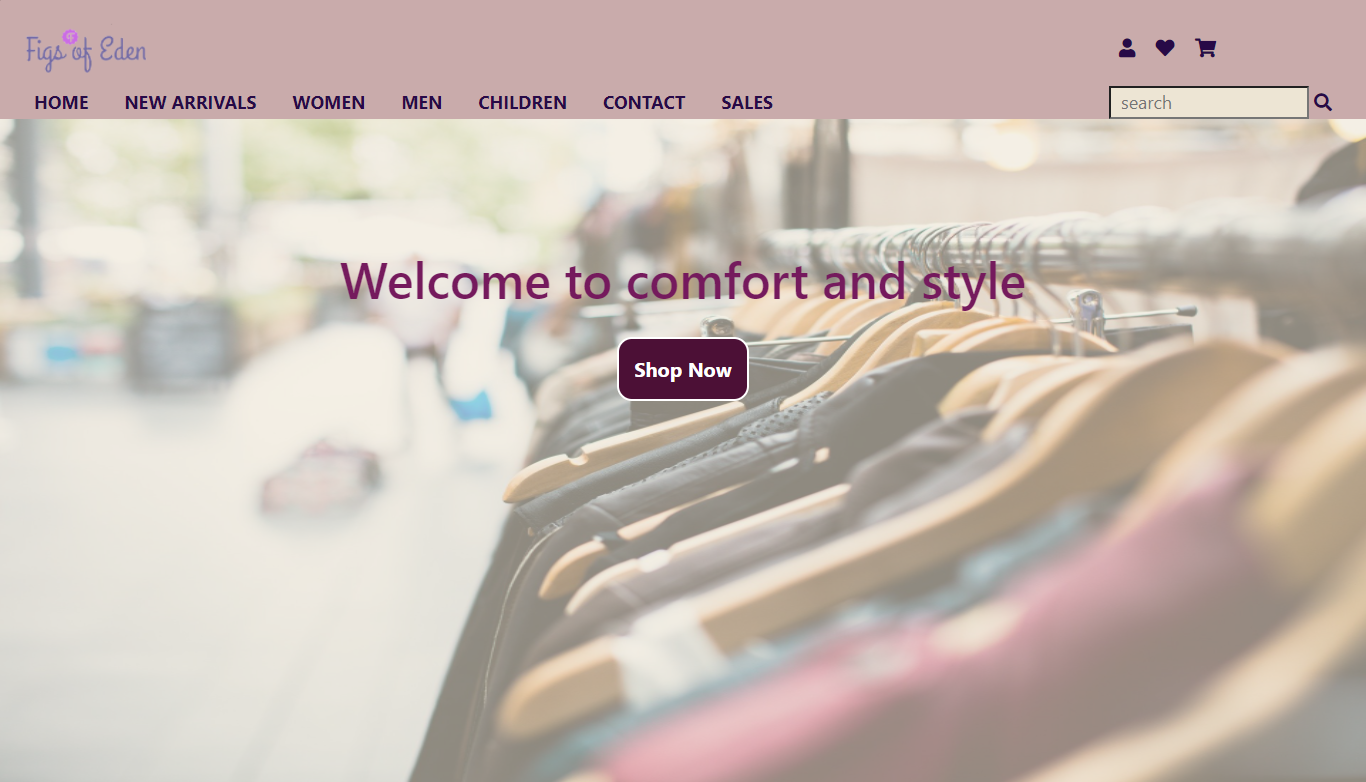 Figs of Eden
HOME NEW ARRIVALS WOMEN MEN CHILDREN CONTACT SALES search
Welcome to comfort and style
Shop Now